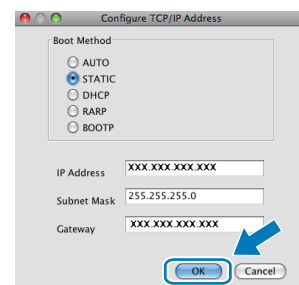 Configure TCP/IP Address
Boot Method
AUTO
STATIC
DHCP
RARP
BOOTP
IP Address XXX.XXX.XXX.XXX
Subnet Mask 255.255.255.0
Gateway XXX.XXX.XXX.XXX
OK Cancel